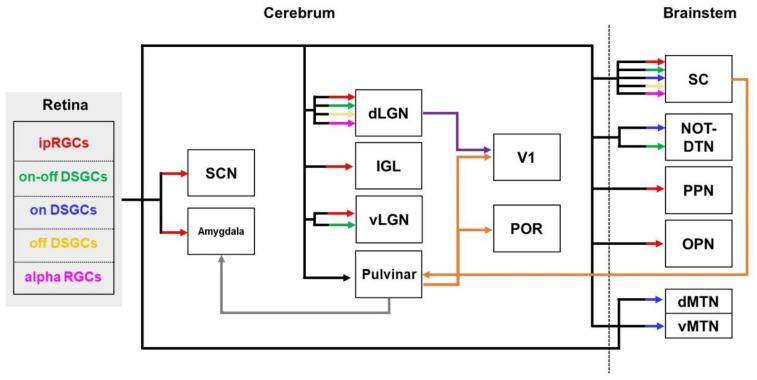 Cerebrum
Brainstem
Retina
ipRGCs
on-off DSGCs
on DSGCs
off DSGCs
alpha RGCs
SCN
Amygdala
dLGN
IGL
vLGN
Pulvinar
V1
POR
SC
NOT-
DTN
PPN
OPN
dMTN
vMTN